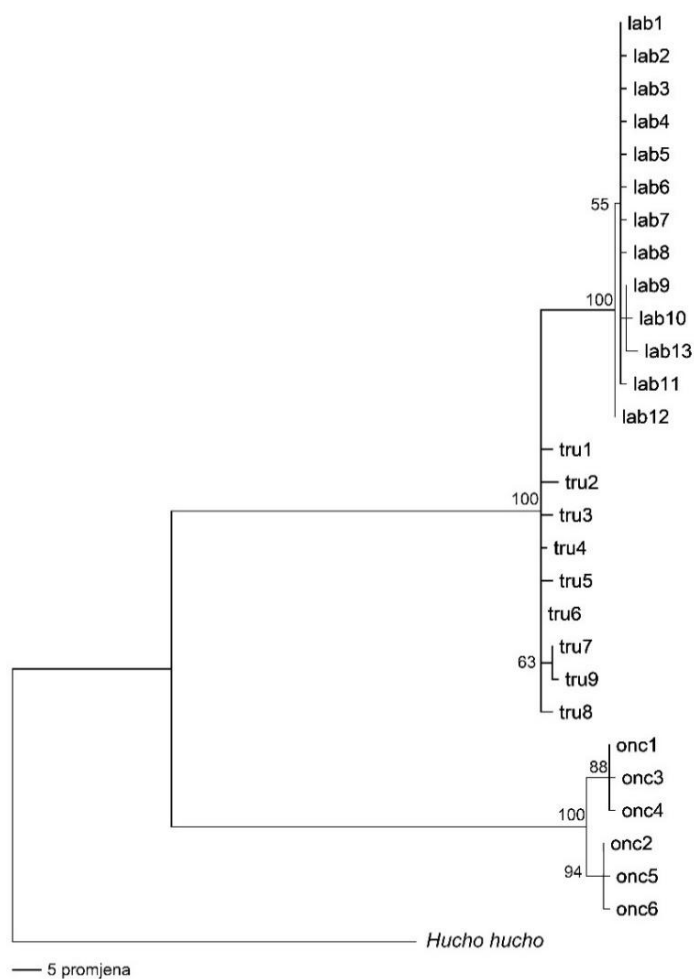 lab1
lab2
lab3
lab4
lab5
lab6
55
lab7
lab8
lab9
100
lab10
lab13
lab11
lab12
tru1
tru2
100
tru3
tru4
tru5
tru6
tru7
63
tru9
tru8
onc1
88
onc3
onc4
100
onc2
94
onc5
onc6
Hucho hucho
5 promjena